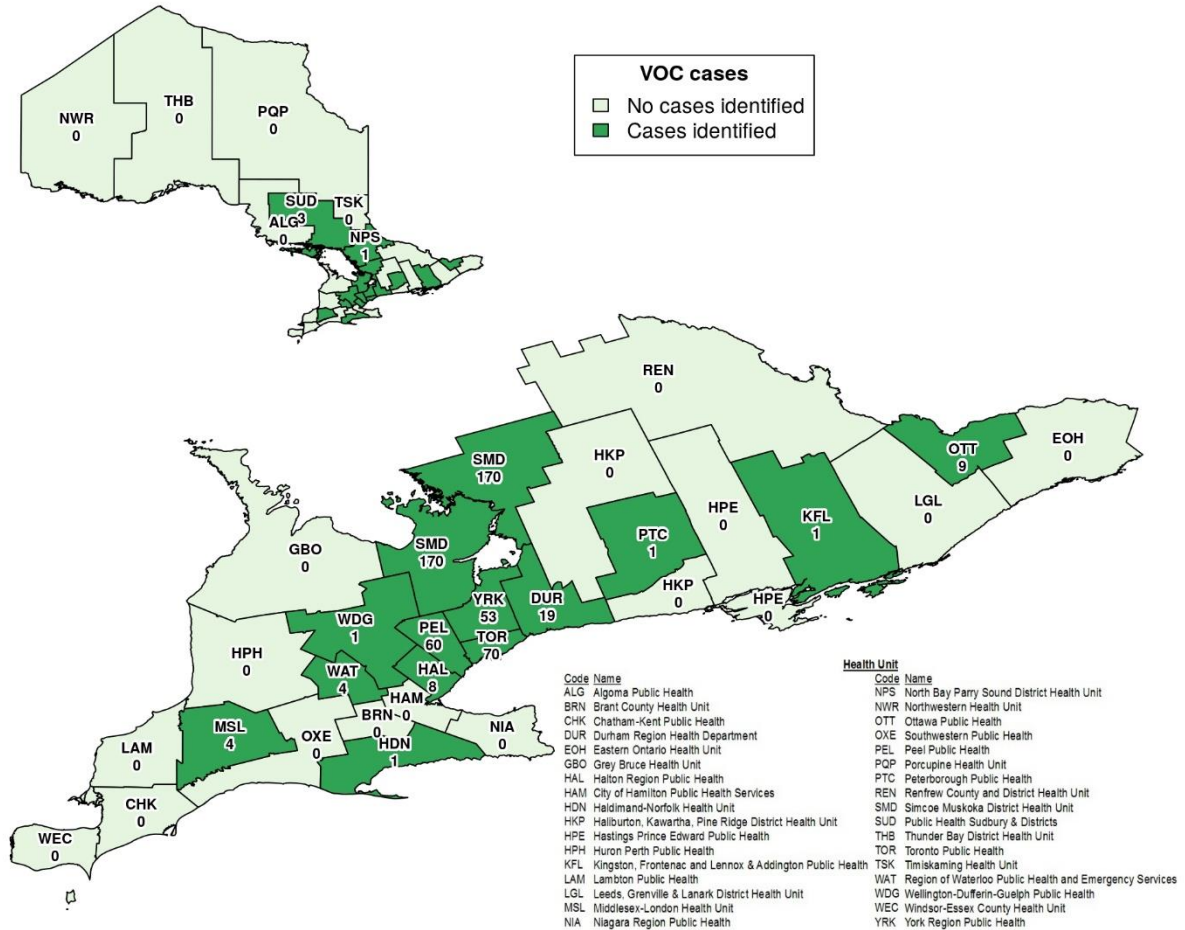 VOC cases
No cases identified
Cases identified
NWR
0
THB
0
PQP
0
SUD
3
TSK
0
ALG
0
NPS
1
REN
0
SMD
170
HKP
0
OTT
9
EOH
0
HPE
0
KFL
1
LGL
0
PTC
1
GBO
0
SMD
170
HKP
0
HPE
0
YRK
53
DUR
19
WDG
1
PEL
60
TOR
70
HPH
0
WAT
4
HAL
8
HAM
0
BRN
0
NIA
0
MSL
4
OXE
0
HDN
1
LAM
0
CHK
0
WEC
0
Health Unit
Code Name
ALG Algoma Public Health
BRN Brant County Health Unit
CHK Chatham-Kent Public Health
DUR Durham Region Health Department
EOH Eastern Ontario Health Unit
GBO Grey Bruce Health Unit
HAL Halton Region Public Health
HAM City of Hamilton Public Health Services
HDN Haldimand-Norfolk Health Unit
HKP Haliburton, Kawartha, Pine Ridge District Health Unit
HPE Hastings Prince Edward Public Health
HPH Huron Perth Public Health
KFL Kingston, Frontenac and Lennox & Addington Public Health
LAM Lambton Public Health
LGL Leeds, Grenville & Lanark District Health Unit
MSL Middlesex-London Health Unit
NIA Niagara Region Public Health
Code Name
NPS North Bay Parry Sound District Health Unit
NWR Northwestern Health Unit
OTT Ottawa Public Health
OXE Southwestern Public Health
PEL Peel Public Health
PQP Porcupine Health Unit
PTC Peterborough Public Health
REN Renfrew County and District Health Unit
SMD Simcoe Muskoka District Health Unit
SUD Public Health Sudbury & Districts
THB Thunder Bay District Health Unit
TOR Toronto Public Health
TSK Timiskaming Health Unit
WAT Region of Waterloo Public Health and Emergency Services
WDG Wellington-Dufferin-Guelph Public Health
WEC Windsor-Essex County Health Unit
YRK York Region Public Health